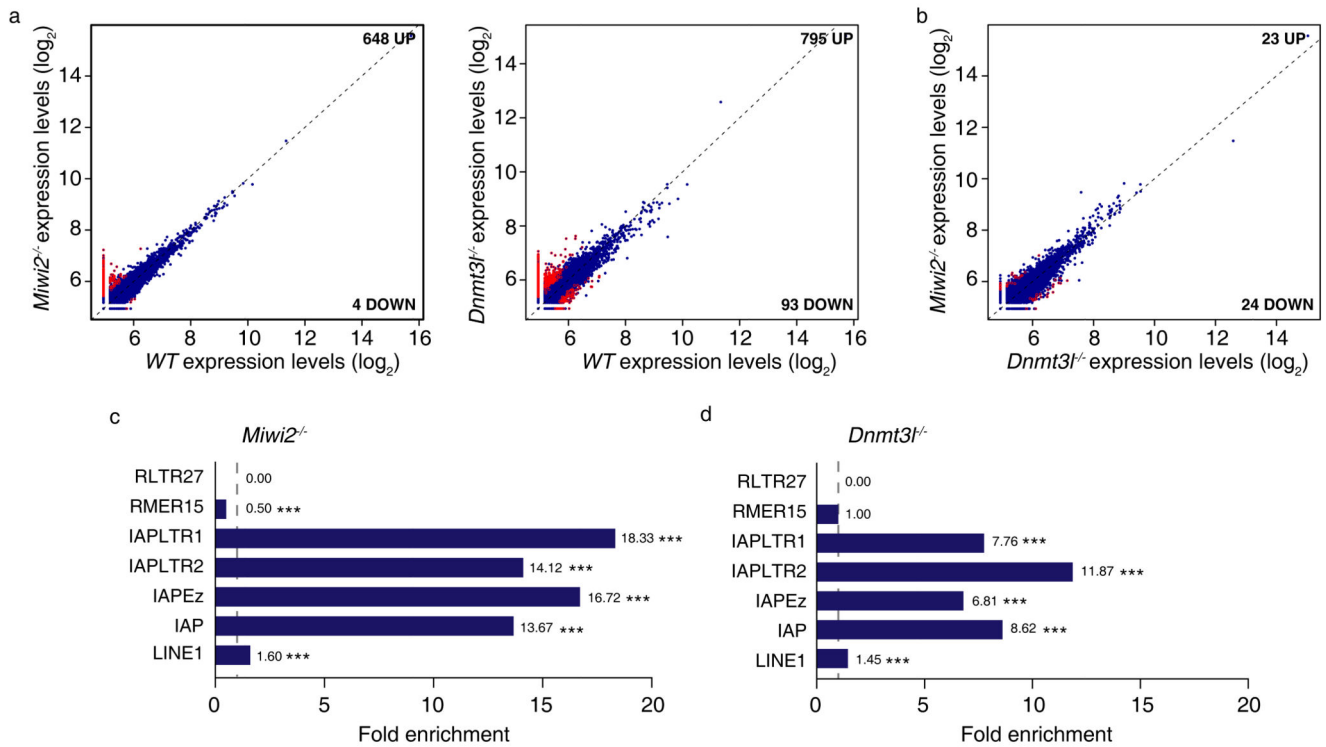 a
Miwi2-/- expression levels (log2)
14
12
10
8
6
648 UP
4 DOWN
6 8 10 12 14 16
WT expression levels (log2)
Dnmt3l-/- expression levels (log2)
14
12
10
8
6
795 UP
93 DOWN
6 8 10 12 14 16
WT expression levels (log2)
b
Miwi2-/- expression levels (log2)
14
12
10
8
6
23 UP
24 DOWN
6 8 10 12 14
Dnmt3l-/- expression levels (log2)
c
Miwi2-/-
RLTR27 0.00
RMER15 0.50 ***
IAPLTR1 18.33 ***
IAPLTR2 14.12 ***
IAPEz 16.72 ***
IAP 13.67 ***
LINE1 1.60 ***
0 5 10 15 20
Fold enrichment
d
Dnmt3l-/-
RLTR27 0.00
RMER15 1.00
IAPLTR1 7.76 ***
IAPLTR2 11.87 ***
IAPEz 6.81 ***
IAP 8.62 ***
LINE1 1.45 ***
0 5 10 15 20
Fold enrichment